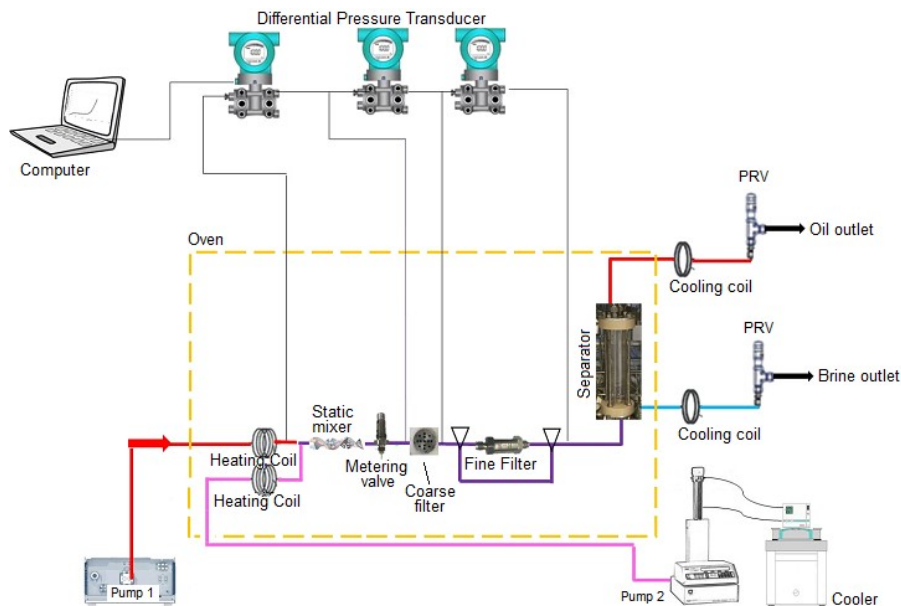 Differential Pressure Transducer
Computer
PRV
Oil outlet
Oven
Cooling coil
PRV
Separator
Brine outlet
Static
mixer
Cooling coil
Heating Coil
Metering
valve
Fine Filter
Heating Coil
Coarse
filter
Pump 1
Pump 2
Cooler